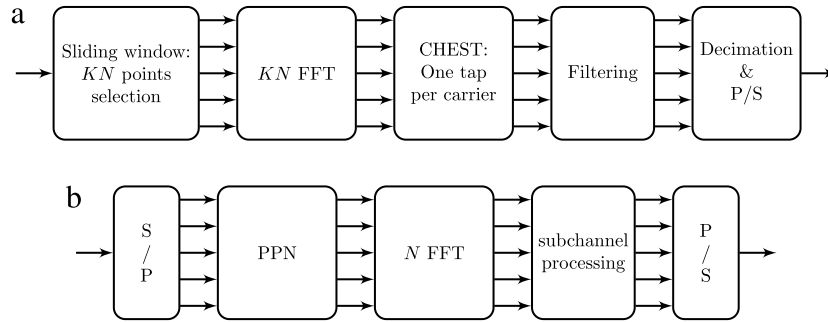 a
Sliding window:
KN points
selection
KN FFT
CHEST:
One tap
per carrier
Filtering
Decimation
&
P/S
b
S
/
P
PPN
N FFT
subchannel
processing
P
/
S